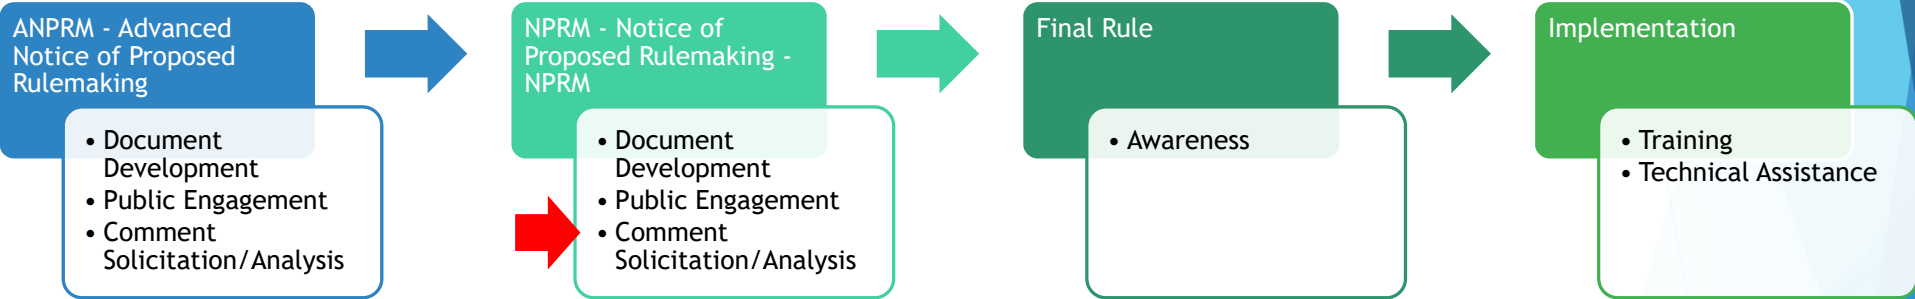 ANPRM - Advanced
Notice of Proposed
Rulemaking
• Document
Development
• Public Engagement
• Comment
Solicitation/Analysis
NPRM - Notice of
Proposed Rulemaking -
NPRM
• Document
Development
• Public Engagement
• Comment
Solicitation/Analysis
Final Rule
• Awareness
Implementation
• Training
• Technical Assistance